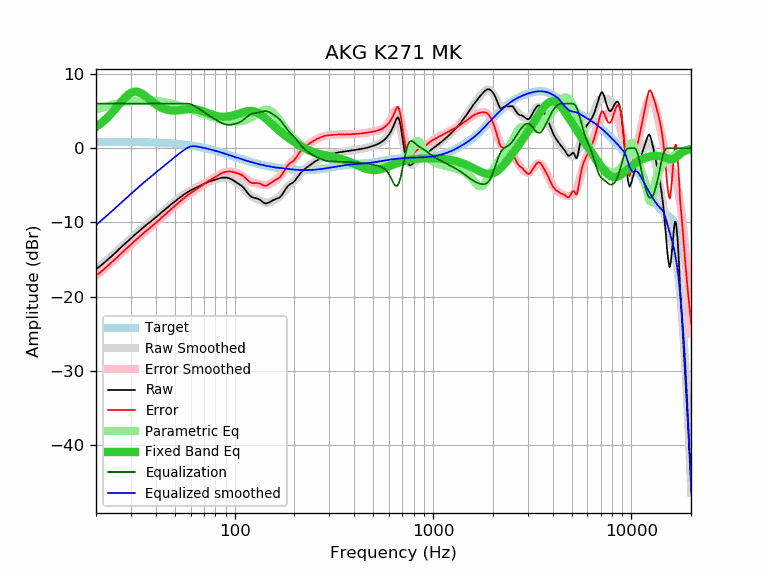 AKG K271 MK
10
0
−10
−20
−30
−40
Amplitude (dBr)
Target
Raw Smoothed
Error Smoothed
Raw
Error
Parametric Eq
Fixed Band Eq
Equalization
Equalized smoothed
100
1000
10000
Frequency (Hz)